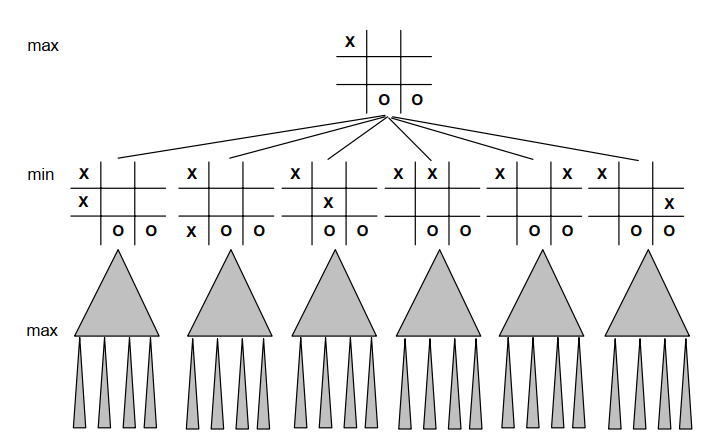 max
X
O O
min
X X X X X X X X
X X X
O O X O O O O O O O O O O
max